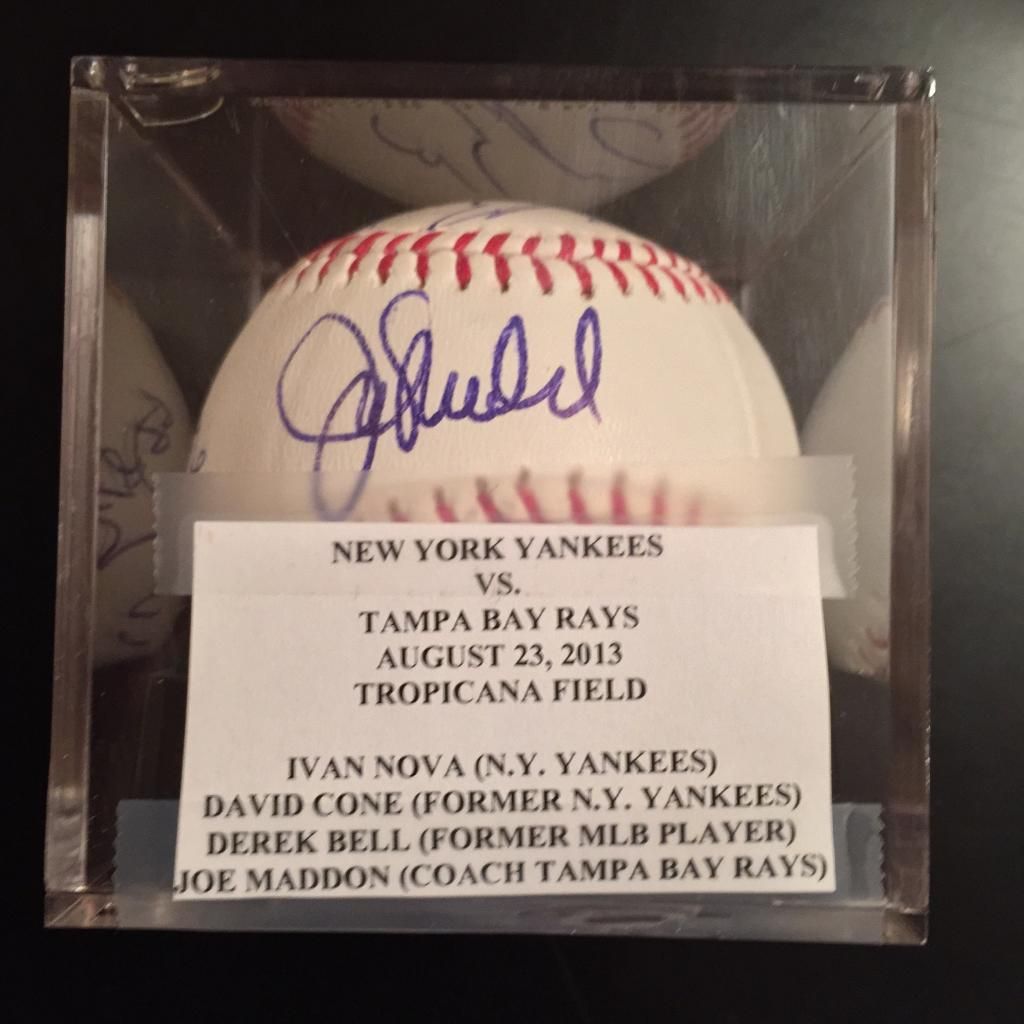 NEW YORK YANKEES
VS.
TAMPA BAY RAYS
AUGUST 23, 2013
TROPICANA FIELD
IVAN NOVA (N.Y. YANKEES)
DAVID CONE (FORMER N.Y. YANKEES)
DEREK BELL (FORMER MLB PLAYER)
JOE MADDON (COACH TAMPA BAY RAYS)